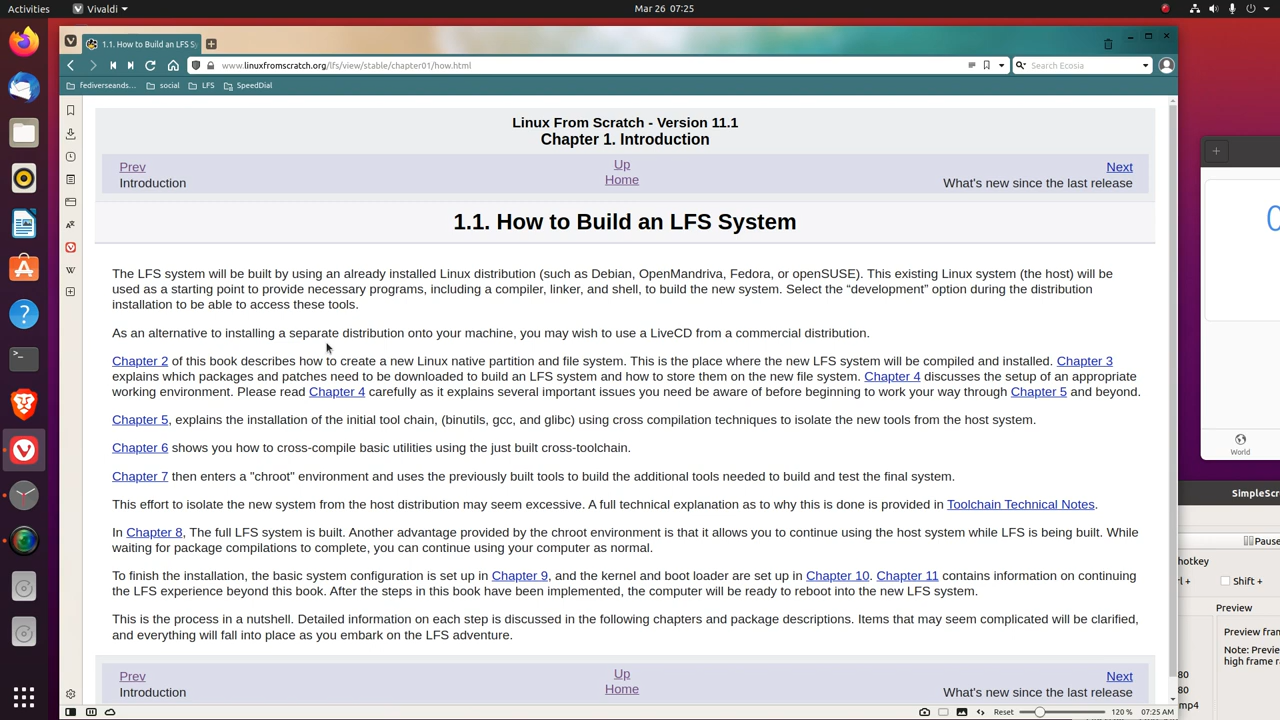 Activities
Vivaldi
Mar 26 07:25
1.1. How to Build an LFS S
www.linuxfromscratch.org/lfs/view/stable/chapter01/how.html
Search Ecosia
fediverseands...
social
LFS
SpeedDial
Linux From Scratch - Version 11.1
Chapter 1. Introduction
Prev
Up
Next
Introduction
Home
What's new since the last release
1.1. How to Build an LFS System
The LFS system will be built by using an already installed Linux distribution (such as Debian, OpenMandriva, Fedora, or openSUSE). This existing Linux system (the host) will be
used as a starting point to provide necessary programs, including a compiler, linker, and shell, to build the new system. Select the “development” option during the distribution
installation to be able to access these tools.
As an alternative to installing a separate distribution onto your machine, you may wish to use a LiveCD from a commercial distribution.
Chapter 2 of this book describes how to create a new Linux native partition and file system. This is the place where the new LFS system will be compiled and installed. Chapter 3
explains which packages and patches need to be downloaded to build an LFS system and how to store them on the new file system. Chapter 4 discusses the setup of an appropriate
working environment. Please read Chapter 4 carefully as it explains several important issues you need be aware of before beginning to work your way through Chapter 5 and beyond.
Chapter 5, explains the installation of the initial tool chain, (binutils, gcc, and glibc) using cross compilation techniques to isolate the new tools from the host system.
Chapter 6 shows you how to cross-compile basic utilities using the just built cross-toolchain.
Chapter 7 then enters a "chroot" environment and uses the previously built tools to build the additional tools needed to build and test the final system.
This effort to isolate the new system from the host distribution may seem excessive. A full technical explanation as to why this is done is provided in Toolchain Technical Notes.
In Chapter 8, The full LFS system is built. Another advantage provided by the chroot environment is that it allows you to continue using the host system while LFS is being built. While
waiting for package compilations to complete, you can continue using your computer as normal.
To finish the installation, the basic system configuration is set up in Chapter 9, and the kernel and boot loader are set up in Chapter 10. Chapter 11 contains information on continuing
the LFS experience beyond this book. After the steps in this book have been implemented, the computer will be ready to reboot into the new LFS system.
This is the process in a nutshell. Detailed information on each step is discussed in the following chapters and package descriptions. Items that may seem complicated will be clarified,
and everything will fall into place as you embark on the LFS adventure.
Prev
Up
Next
Introduction
Home
What's new since the last release
Reset
120 %
07:25 AM
0
World
SimpleScr
Pause
hotkey
rl +
Shift +
Preview
Preview fram
Note: Previe
high frame ra
80
80
mp4